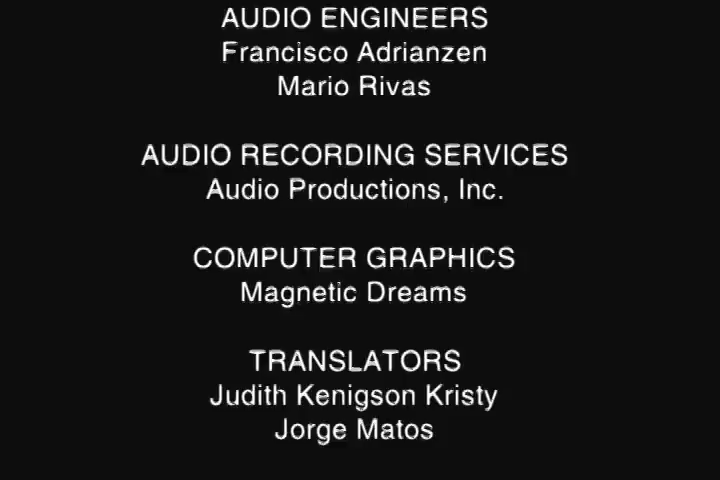 AUDIO ENGINEERS
Francisco Adrianzen
Mario Rivas
AUDIO RECORDING SERVICES
Audio Productions, Inc.
COMPUTER GRAPHICS
Magnetic Dreams
TRANSLATORS
Judith Kenigson Kristy
Jorge Matos